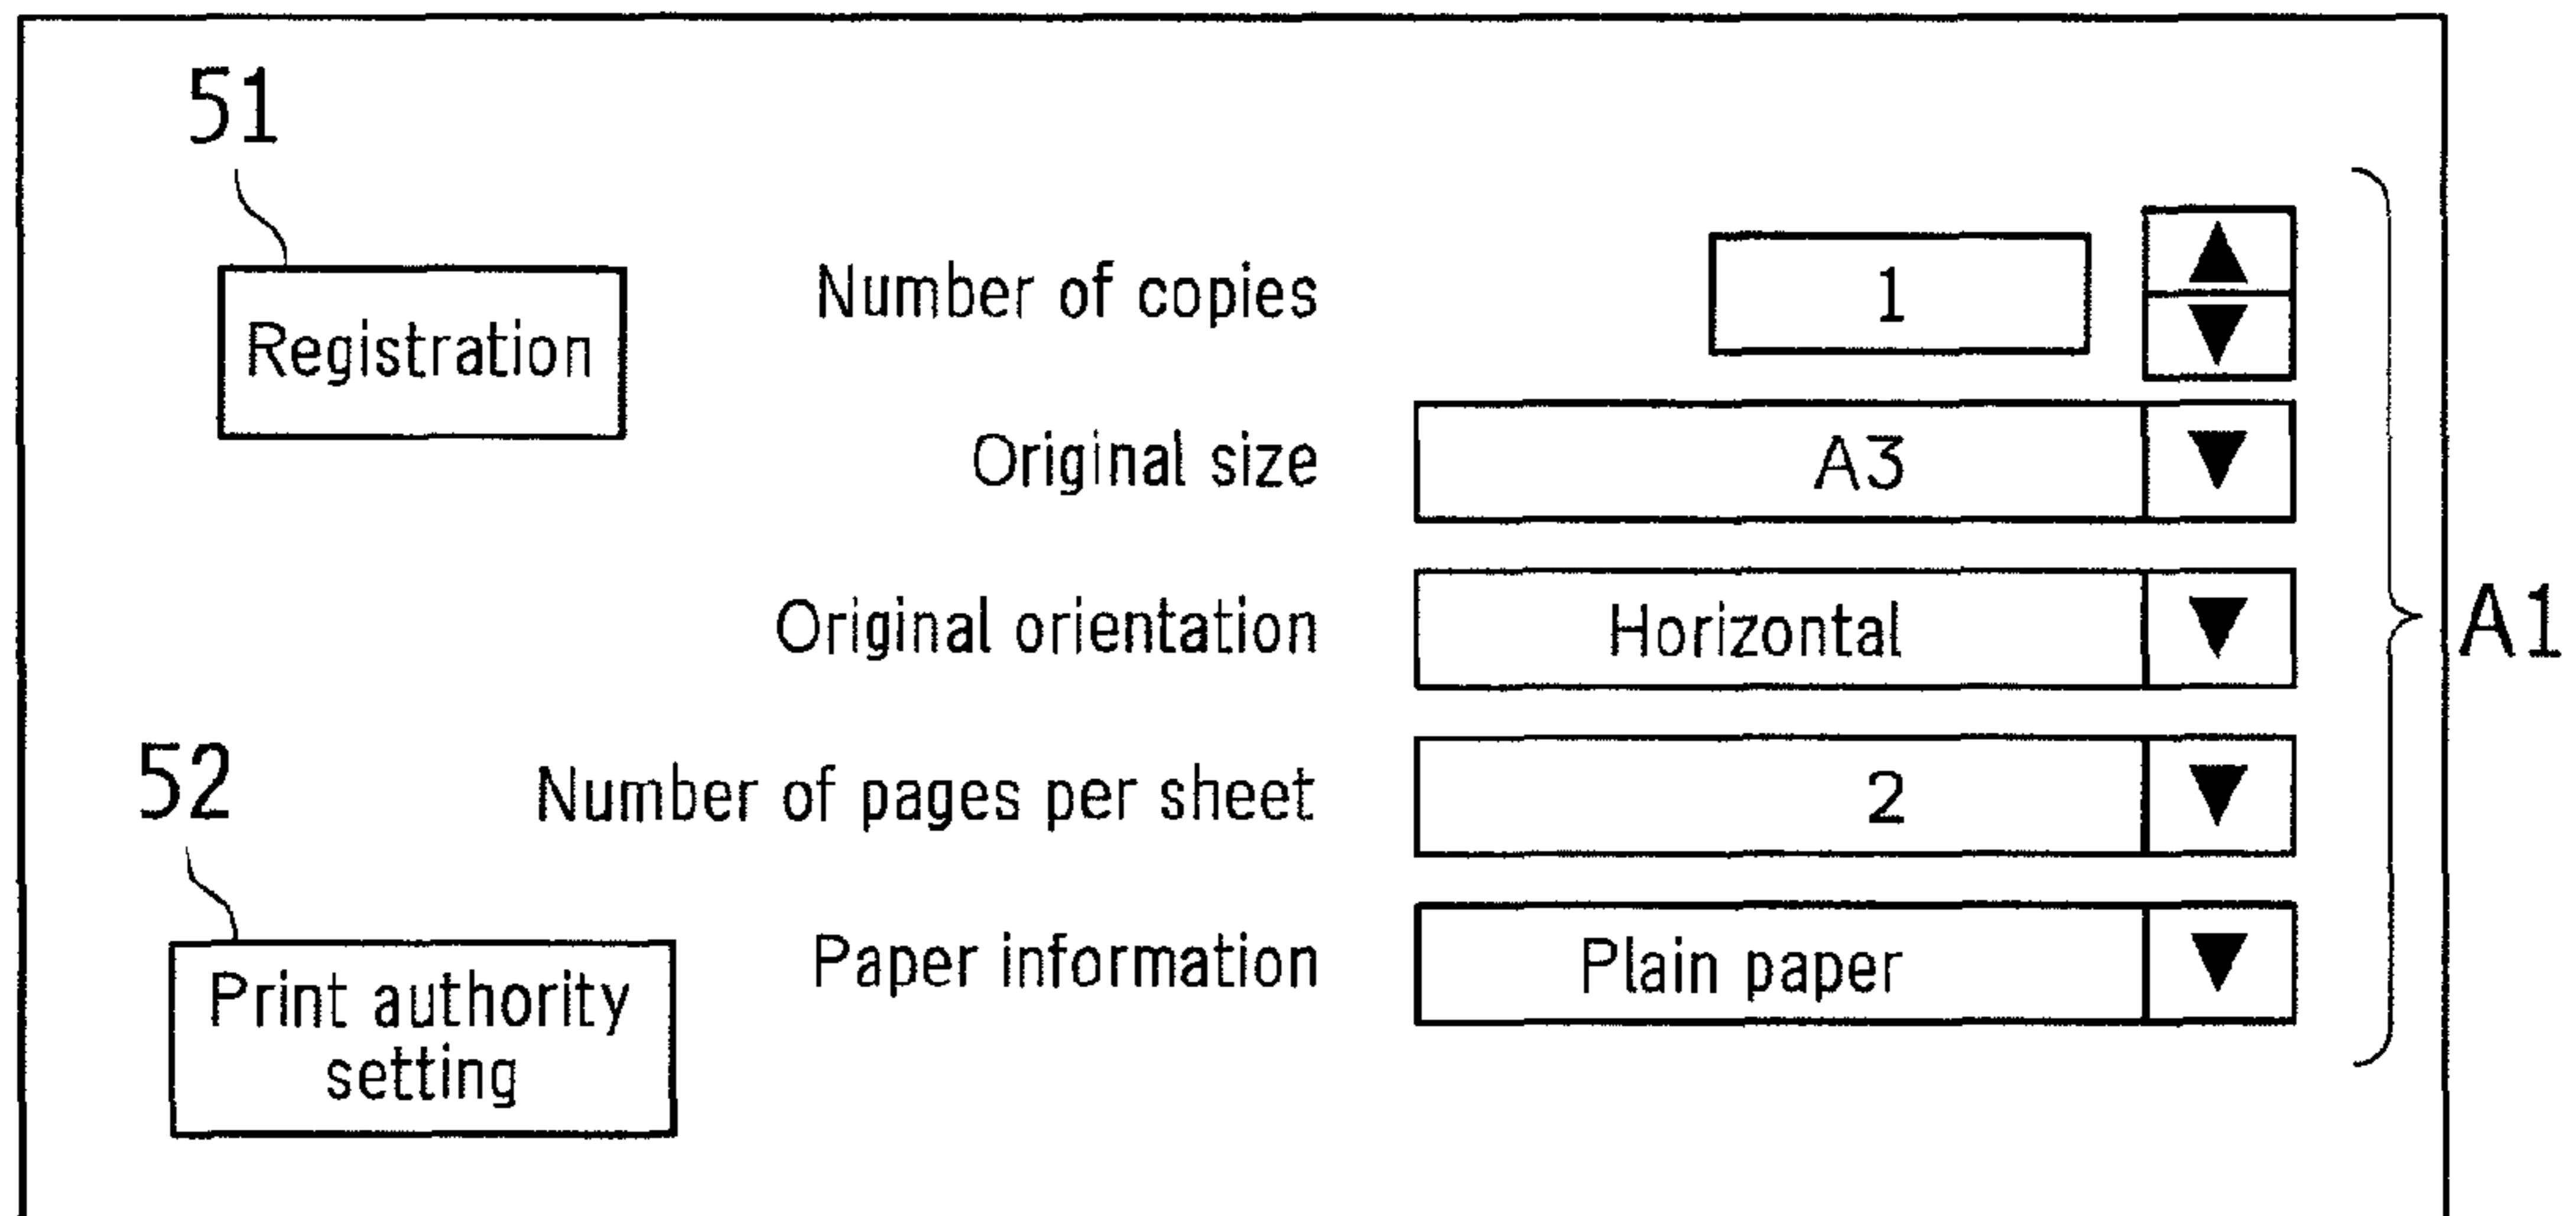 51
Registration
Number of copies 1 ▲ ▼
Original size A3 ▼
Original orientation Horizontal ▼
A1
52
Number of pages per sheet 2 ▼
Paper information Plain paper ▼
Print authority
setting